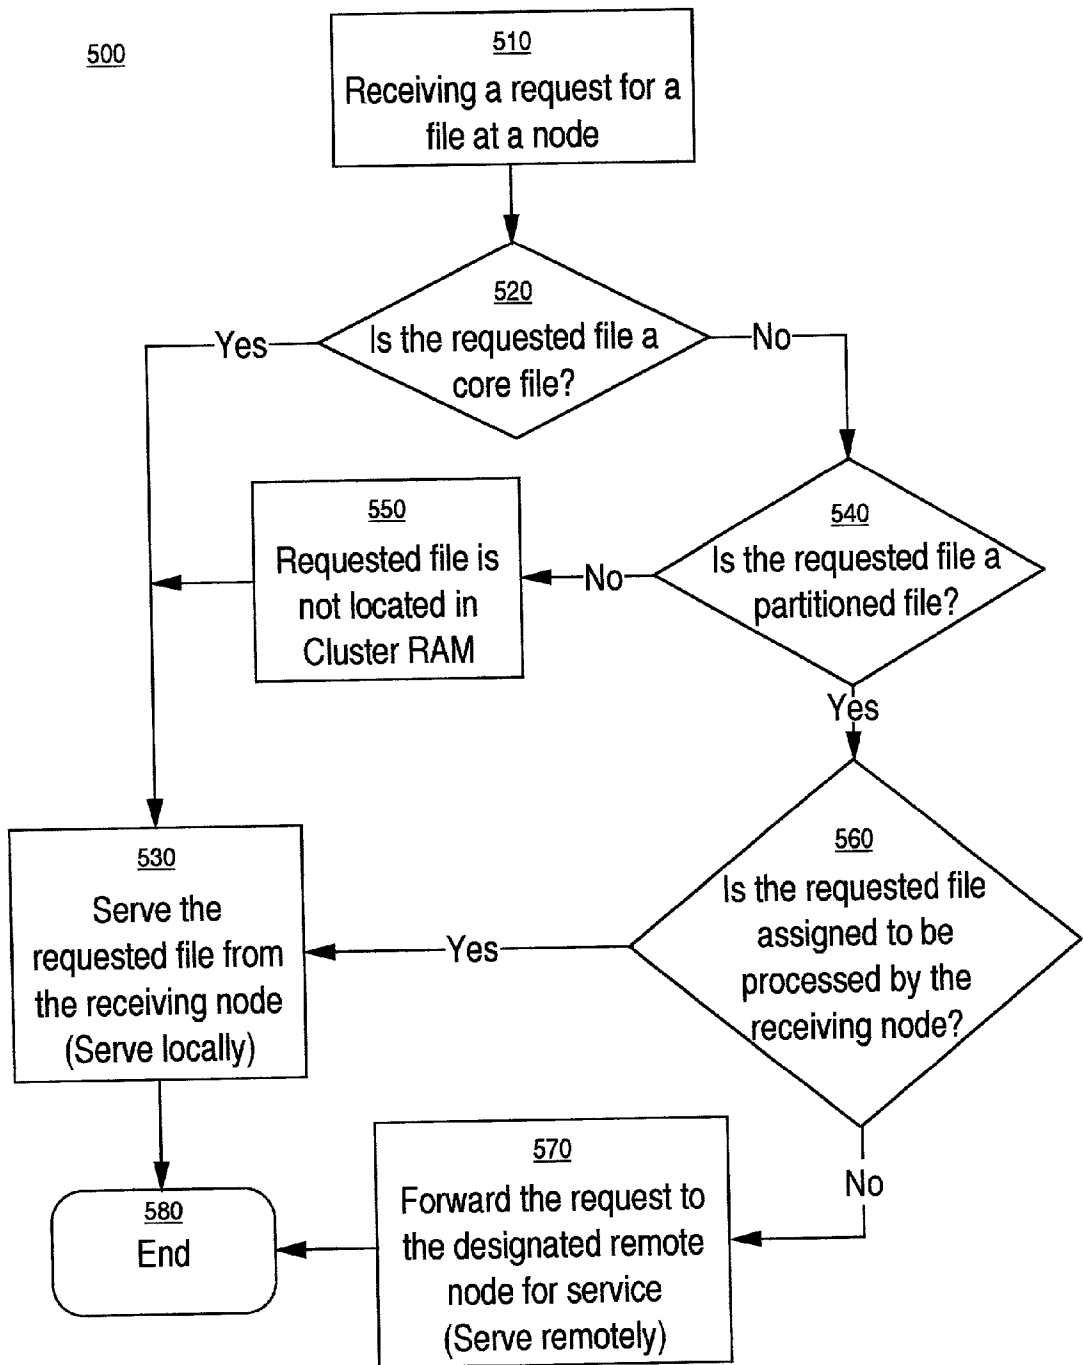 500
510
Receiving a request for a
file at a node
520
Is the requested file a
core file?
Yes
No
550
Requested file is
not located in
Cluster RAM
No
540
Is the requested file a
partitioned file?
Yes
530
Serve the
requested file from
the receiving node
(Serve locally)
Yes
560
Is the requested file
assigned to be
processed by the
receiving node?
No
570
Forward the request to
the designated remote
node for service
(Serve remotely)
580
End